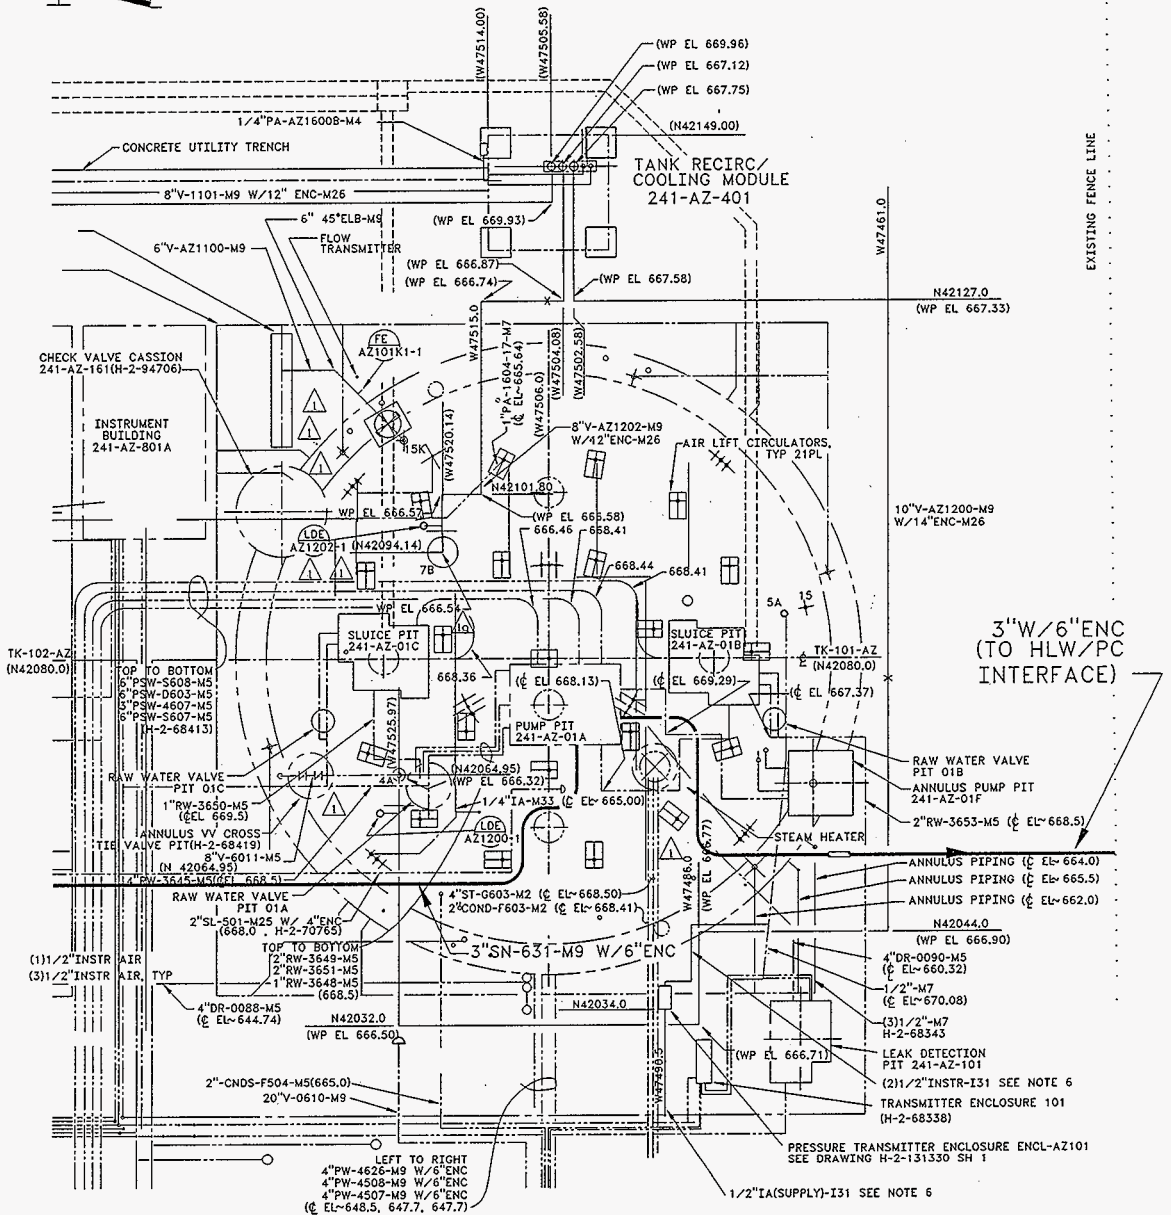 (W47514.00)
(W47505.58)
(WP EL 669.96)
(WP EL 667.12)
(WP EL 667.75)
1/4"PA-AZ1600B-M4
(N42149.00)
CONCRETE UTILITY TRENCH
TANK RECIRC/
COOLING MODULE
241-AZ-401
EXISTING FENCE LINE
8"V-1101-M9 W/12" ENC-M26
W47461.0
6" 45°ELB-M9
(WP EL 669.93)
6"V-AZ1100-M9
FLOW
TRANSMITTER
(WP EL 666.87)
(WP EL 666.74)
(WP EL 667.58)
N42127.0
(WP EL 667.33)
W47515.0
1"PA-1604-17-M7
(℄ EL~665.64)
(W47504.08)
(W47502.58)
(W47506.0)
FE
AZ101K1-1
CHECK VALVE CASSION
241-AZ-161(H-2-94706)
INSTRUMENT
BUILDING
241-AZ-801A
1
1
1
15K
(W47520.14)
8"V-AZ1202-M9
W/12"ENC-M26
AIR LIFT CIRCULATORS,
TYP 21PL
N42101.80
WP EL 666.57
(WP EL 666.58)
666.46
668.41
10"V-AZ1200-M9
W/14"ENC-M26
LDE
AZ1202-1
(N42094.14)
1
1
7B
668.44
668.41
WP EL 666.54
5A
15
3"W/6"ENC
(TO HLW/PC
INTERFACE)
SLUICE PIT
241-AZ-01C
SLUICE PIT
241-AZ-01B
TK-102-AZ
(N42080.0)
℄
TK-101-AZ
(N42080.0)
TOP TO BOTTOM
6"PSW-S608-M5
6"PSW-D603-M5
3"PSW-4607-M5
6"PSW-S607-M5
(H-2-68413)
668.36
(℄ EL 668.13)
(℄ EL 669.29)
(℄ EL 667.37)
(W47525.97)
PUMP PIT
241-AZ-01A
RAW WATER VALVE
PIT 01C
4A
(N42064.95)
(WP EL 666.32)
RAW WATER VALVE
PIT 01B
ANNULUS PUMP PIT
241-AZ-01F
1"RW-3650-M5
(℄EL 669.5)
1
1/4"IA-M33 (℄ EL~665.00)
2"RW-3653-M5 (℄ EL~668.5)
ANNULUS VV CROSS
TIE VALVE PIT(H-2-68419)
LDE
AZ1200-1
STEAM HEATER
8"V-6011-M5
(N 42064.95)
1
(WP EL 666.77)
W47486.0
ANNULUS PIPING (℄ EL~664.0)
4"PW-3645-M5(℄EL 668.5)
ANNULUS PIPING (℄ EL~665.5)
RAW WATER VALVE
PIT 01A
4"ST-G603-M2 (℄ EL~668.50)
2"COND-F603-M2 (℄ EL~668.41)
ANNULUS PIPING (℄ EL~662.0)
2"SL-501-M25 W/ 4"ENC
(668.0 , H-2-70765)
N42044.0
(WP EL 666.90)
TOP TO BOTTOM
2"RW-3649-M5
2"RW-3651-M5
1"RW-3648-M5
(668.5)
3"SN-631-M9 W/6"ENC
(1)1/2"INSTR AIR
(3)1/2"INSTR AIR, TYP
4"DR-0090-M5
(℄ EL~660.32)
1/2"-M7
(℄ EL~670.08)
4"DR-0088-M5
(℄ EL~644.74)
N42034.0
(3)1/2"-M7
H-2-68343
N42032.0
(WP EL 666.50)
(WP EL 666.71)
LEAK DETECTION
PIT 241-AZ-101
W47490.5
(2)1/2"INSTR-I31 SEE NOTE 6
2"-CNDS-F504-M5(665.0)
20"V-0610-M9
TRANSMITTER ENCLOSURE 101
(H-2-68338)
PRESSURE TRANSMITTER ENCLOSURE ENCL-AZ101
SEE DRAWING H-2-131330 SH 1
LEFT TO RIGHT
4"PW-4626-M9 W/6"ENC
4"PW-4508-M9 W/6"ENC
4"PW-4507-M9 W/6"ENC
(℄ EL~648.5, 647.7, 647.7)
1/2"IA(SUPPLY)-I31 SEE NOTE 6